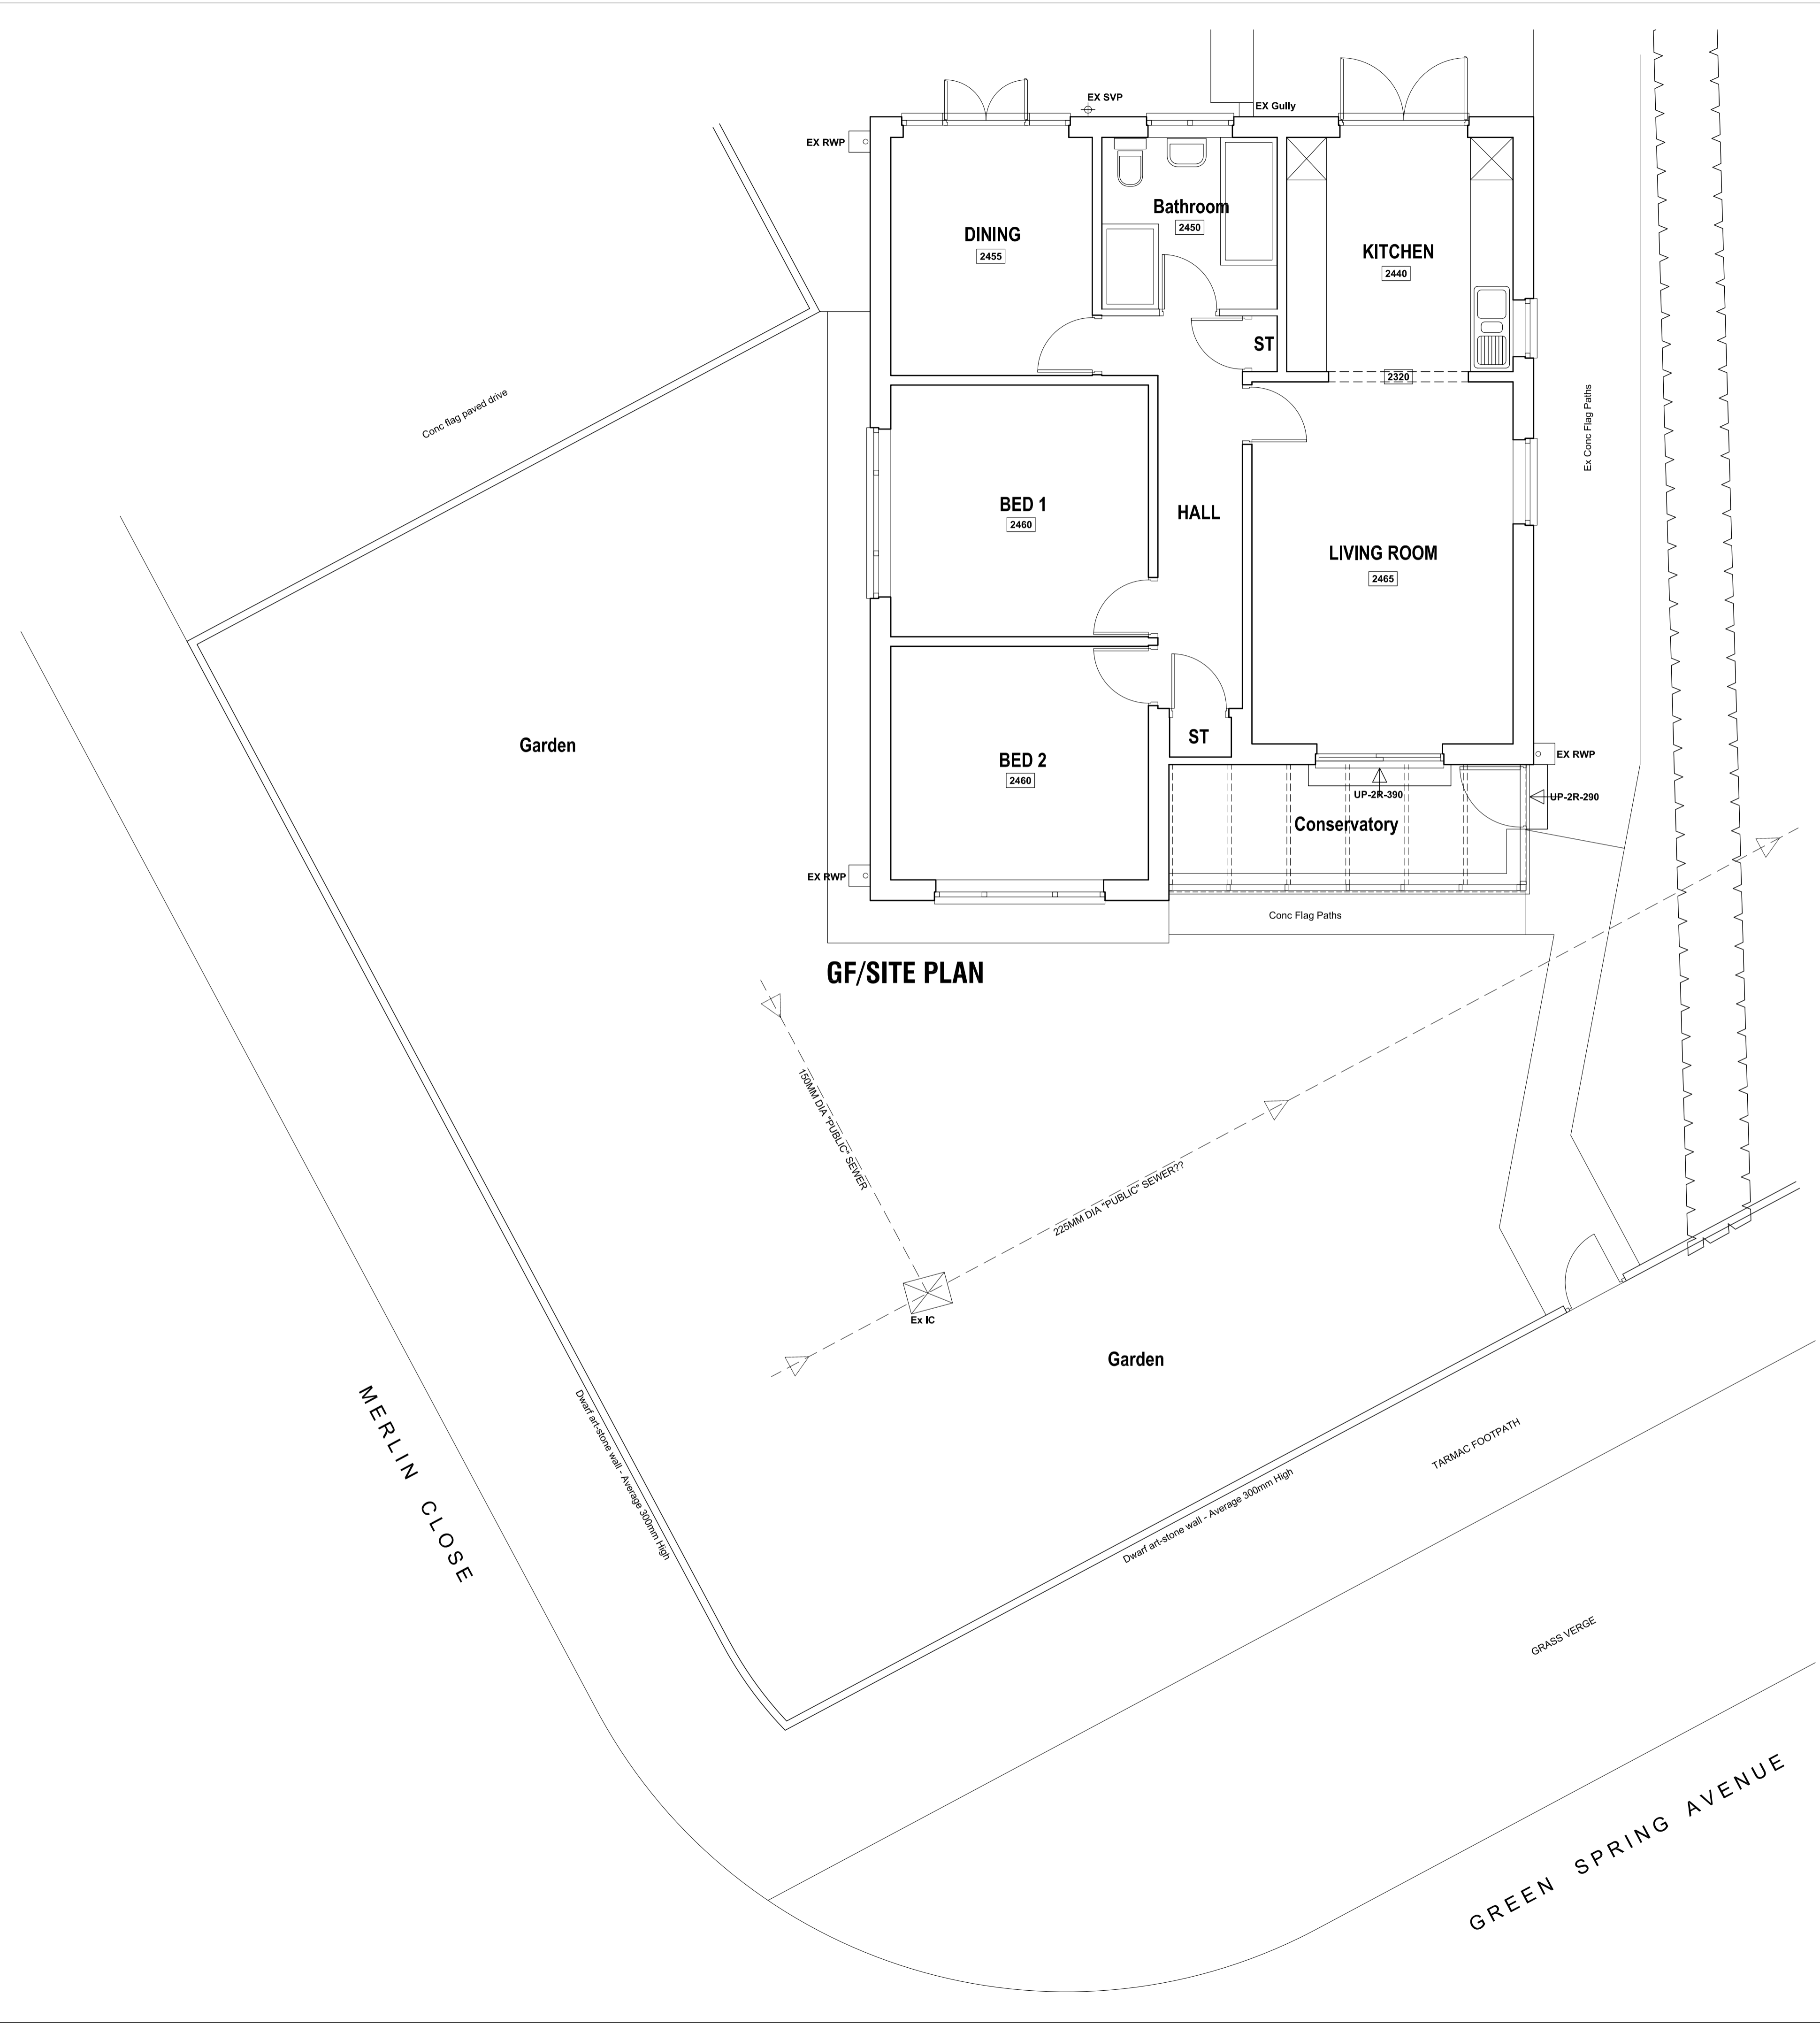 EX SVP
EX Gully
EX RWP
Bathroom
2450
DINING
2455
KITCHEN
2440
ST
2320
Conc flag paved drive
Ex Conc Flag Paths
BED 1
2460
HALL
LIVING ROOM
2465
Garden
ST
BED 2
2460
EX RWP
UP-2R-390
UP-2R-290
Conservatory
EX RWP
Conc Flag Paths
GF/SITE PLAN
150MM DIA "PUBLIC" SEWER
225MM DIA "PUBLIC" SEWER??
Ex IC
Garden
MERLIN CLOSE
Dwarf art-stone wall - Average 300mm High
Dwarf art-stone wall - Average 300mm High
TARMAC FOOTPATH
GRASS VERGE
GREEN SPRING AVENUE